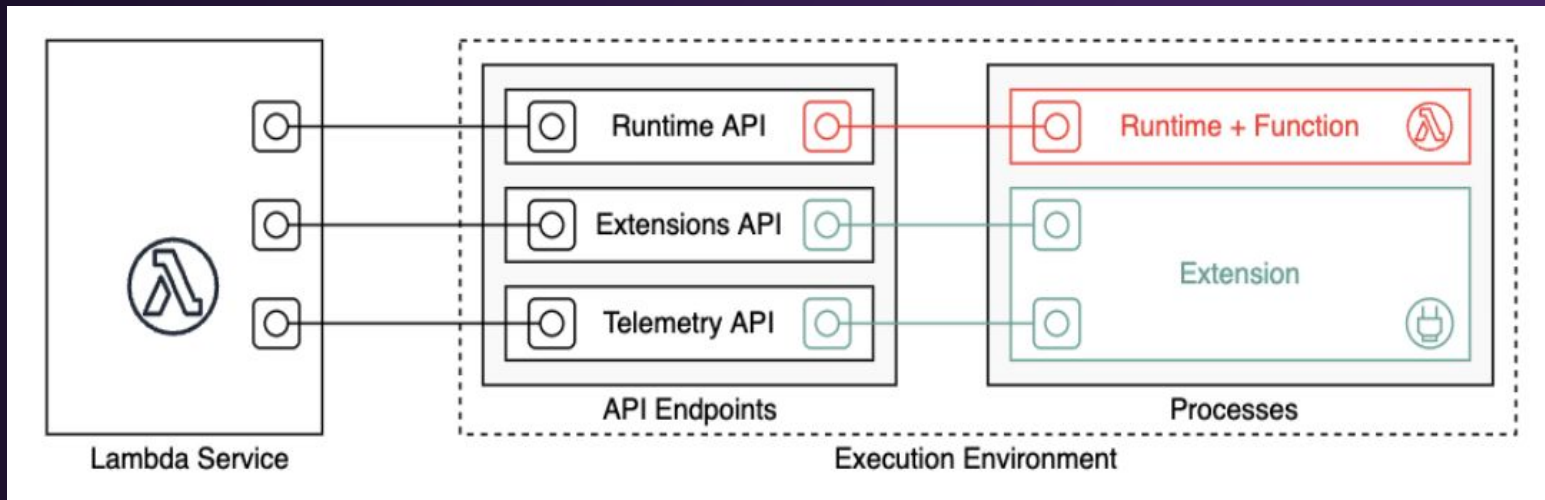 Runtime API
Runtime + Function
Extensions API
Extension
Telemetry API
API Endpoints
Processes
Lambda Service
Execution Environment